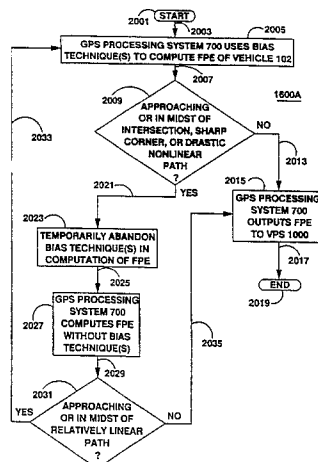 2001
START
2003
2005
GPS PROCESSING SYSTEM 700 USES BIAS
TECHNIQUE(S) TO COMPUTE FPE OF VEHICLE 102
2007
2009
1600A
APPROACHING
OR IN MIDST OF
INTERSECTION, SHARP
CORNER, OR DRASTIC
NONLINEAR
PATH
?
NO
2013
2033
2021
YES
2015
GPS PROCESSING
SYSTEM 700
OUTPUTS FPE
TO VPS 1000
2017
END
2019
2023
TEMPORARILY ABANDON
BIAS TECHNIQUE(S) IN
COMPUTATION OF FPE
2025
GPS PROCESSING
SYSTEM 700
COMPUTES FPE
WITHOUT BIAS
TECHNIQUE(S)
2027
2029
2035
2031
APPROACHING
OR IN MIDST OF
RELATIVELY LINEAR
PATH
?
YES
NO